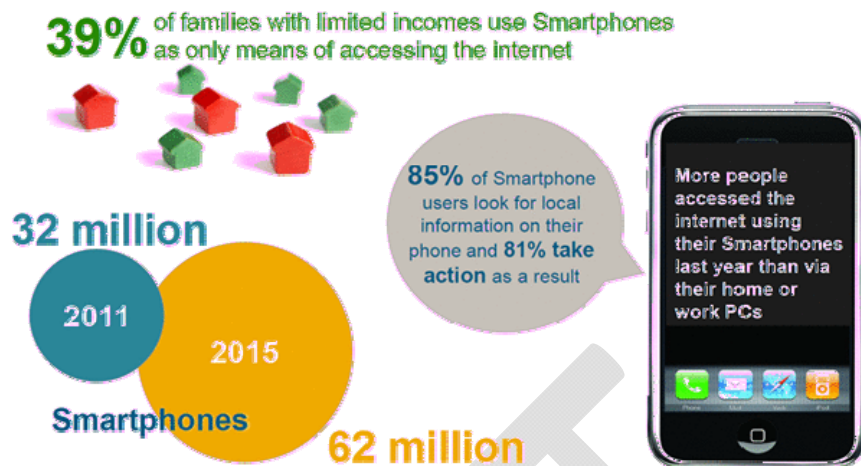 39% of families with limited incomes use Smartphones
as only means of accessing the internet
85% of Smartphone
users look for local
information on their
phone and 81% take
action as a result
More people
accessed the
internet using
their Smartphones
last year than via
their home or
work PCs
32 million
2011
2015
Smartphones
62 million